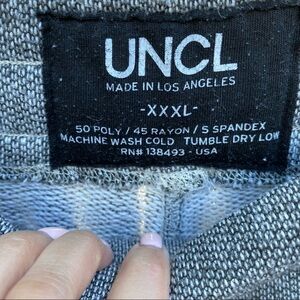 UNCL
MADE IN LOS ANGELES
-XXXL-
50 POLY / 45 RAYON / 5 SPANDEX
MACHINE WASH COLD TUMBLE DRY LOW
RN# 138493 - USA